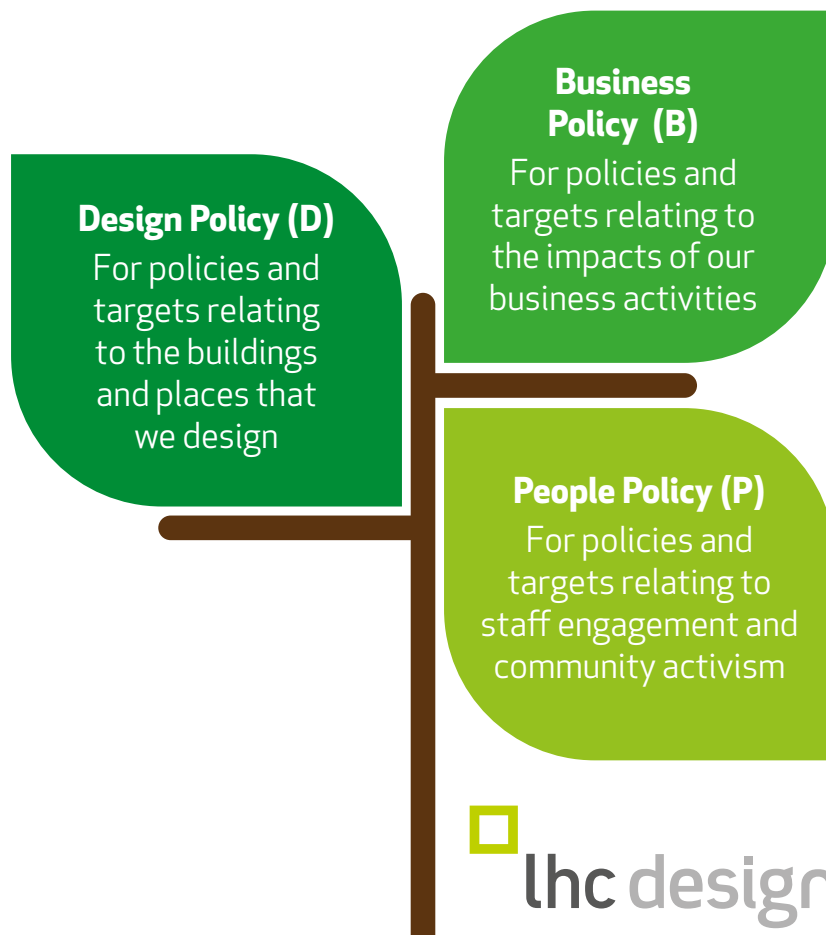 Design Policy (D)
For policies and
targets relating
to the buildings
and places that
we design
Business
Policy (B)
For policies and
targets relating to
the impacts of our
business activities
People Policy (P)
For policies and
targets relating to
staff engagement and
community activism
lhc design